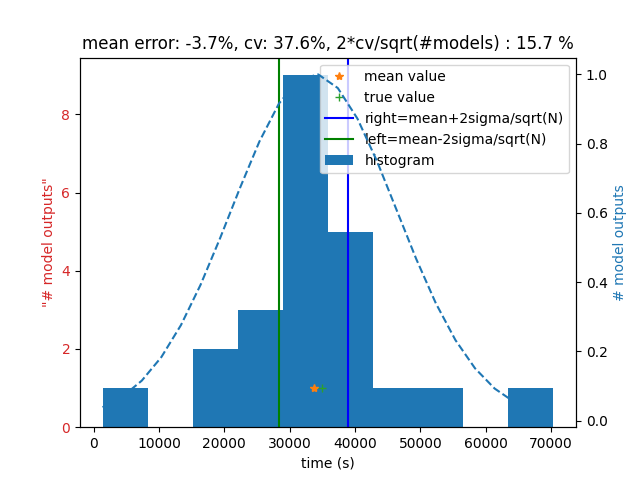 mean error: -3.7%, cv: 37.6%, 2*cv/sqrt(#models) : 15.7 %
mean value
true value
right=mean+2sigma/sqrt(N)
left=mean-2sigma/sqrt(N)
histogram
"# model outputs"
8
6
4
2
0
1.0
0.8
0.6
0.4
0.2
0.0
# model outputs
0 10000 20000 30000 40000 50000 60000 70000
time (s)